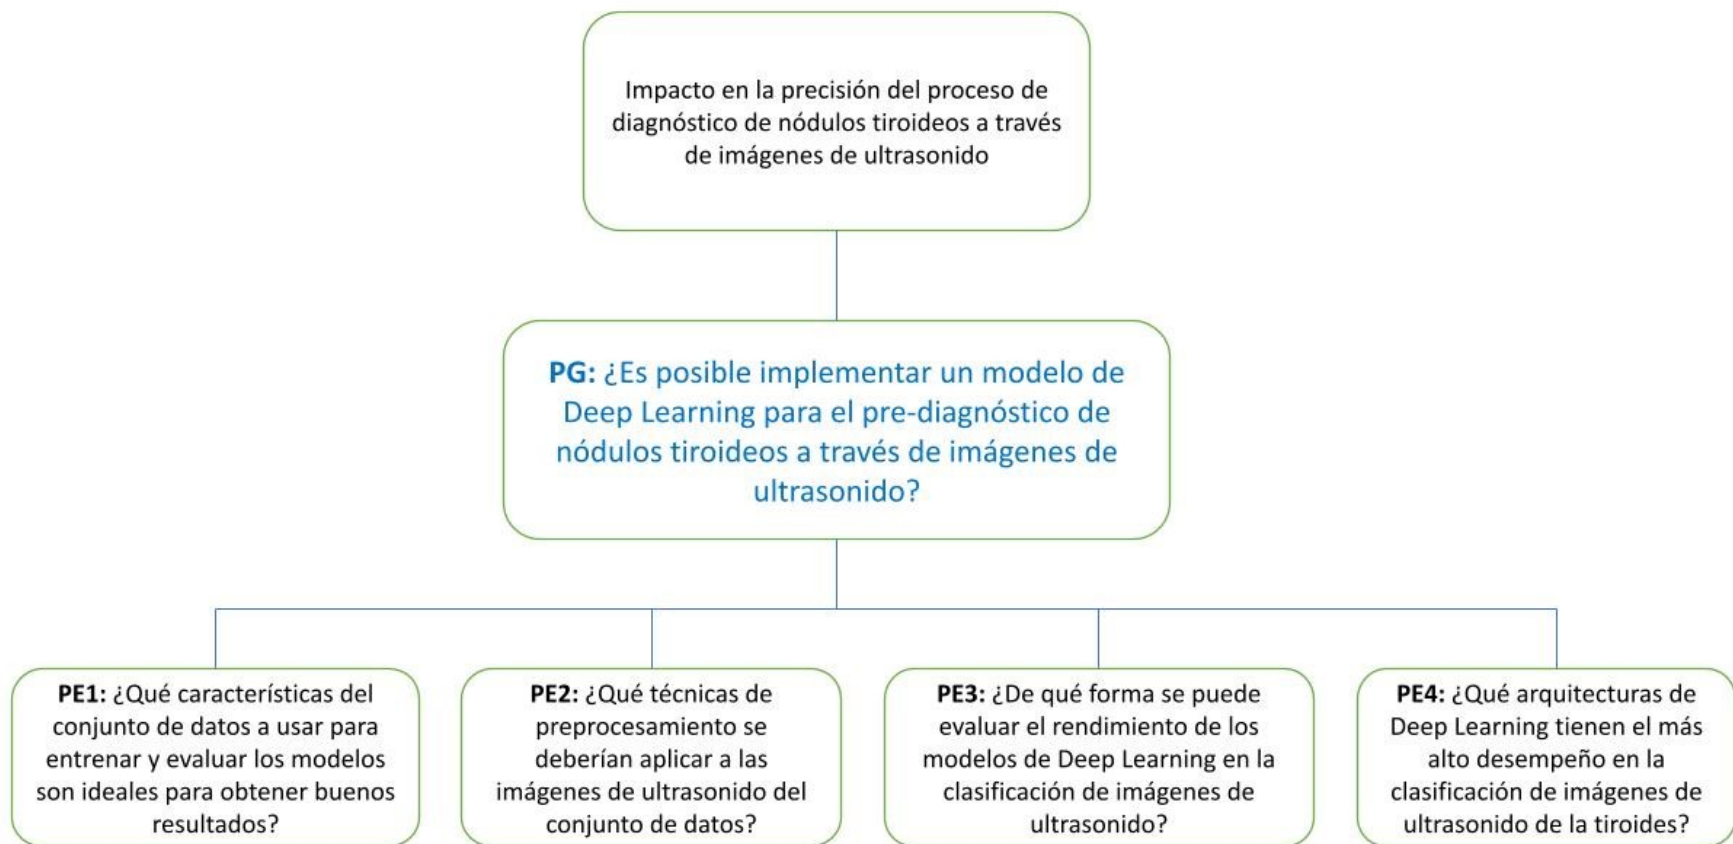 Impacto en la precisión del proceso de
diagnóstico de nódulos tiroideos a través
de imágenes de ultrasonido
PG: ¿Es posible implementar un modelo de
Deep Learning para el pre-diagnóstico de
nódulos tiroideos a través de imágenes de
ultrasonido?
PE1: ¿Qué características del
conjunto de datos a usar para
entrenar y evaluar los modelos
son ideales para obtener buenos
resultados?
PE2: ¿Qué técnicas de
preprocesamiento se
deberían aplicar a las
imágenes de ultrasonido del
conjunto de datos?
PE3: ¿De qué forma se puede
evaluar el rendimiento de los
modelos de Deep Learning en la
clasificación de imágenes de
ultrasonido?
PE4: ¿Qué arquitecturas de
Deep Learning tienen el más
alto desempeño en la
clasificación de imágenes de
ultrasonido de la tiroides?